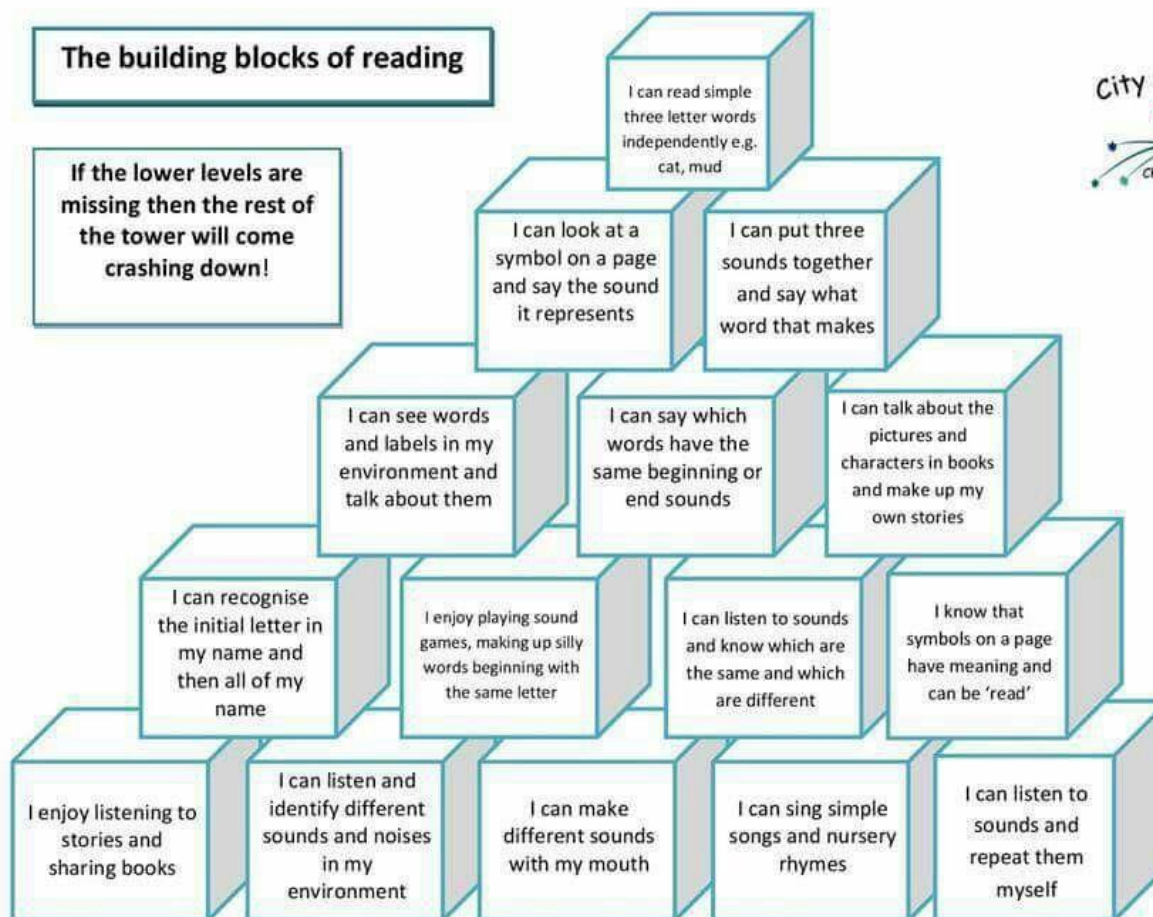 The building blocks of reading
If the lower levels are
missing then the rest of
the tower will come
crashing down!
City
I can read simple
three letter words
independently e.g.
cat, mud
I can look at a
symbol on a page
and say the sound
it represents
I can put three
sounds together
and say what
word that makes
I can see words
and labels in my
environment and
talk about them
I can say which
words have the
same beginning or
end sounds
I can talk about the
pictures and
characters in books
and make up my
own stories
I can recognise
the initial letter in
my name and
then all of my
name
I enjoy playing sound
games, making up silly
words beginning with
the same letter
I can listen to sounds
and know which are
the same and which
are different
I know that
symbols on a page
have meaning and
can be ‘read’
I enjoy listening to
stories and
sharing books
I can listen and
identify different
sounds and noises
in my
environment
I can make
different sounds
with my mouth
I can sing simple
songs and nursery
rhymes
I can listen to
sounds and
repeat them
myself